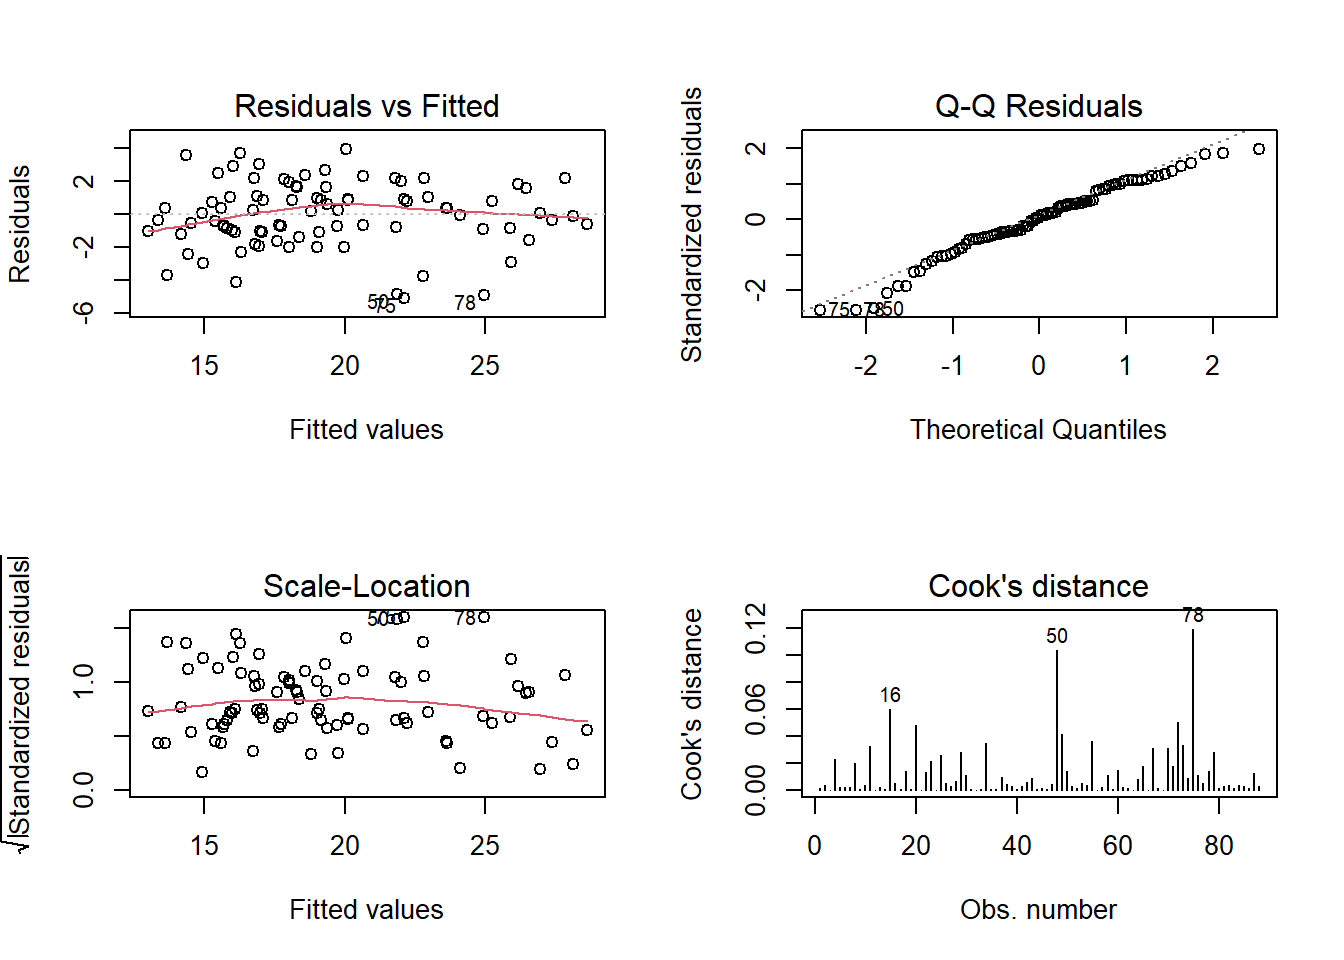 Residuals vs Fitted
Residuals
2
-2
-6
50
75
78
15 20 25
Fitted values
Q-Q Residuals
Standardized residuals
2
0
-2
75 78 50
-2 -1 0 1 2
Theoretical Quantiles
Scale-Location
√|Standardized residuals|
1.0
0.0
50 75
78
15 20 25
Fitted values
Cook's distance
Cook's distance
0.12
0.06
0.00
16
50
78
0 20 40 60 80
Obs. number